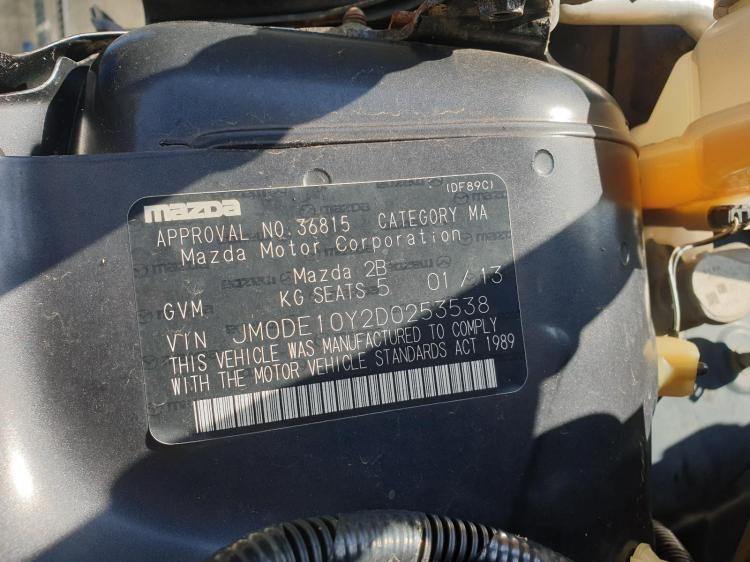 (DF89C)
mazda
APPROVAL NO.36815 CATEGORY MA
Mazda Motor Corporation
Mazda 2B 01/13
GVM KG SEATS 5
VIN JM0DE10Y2D0253538
THIS VEHICLE WAS MANUFACTURED TO COMPLY
WITH THE MOTOR VEHICLE STANDARDS ACT 1989